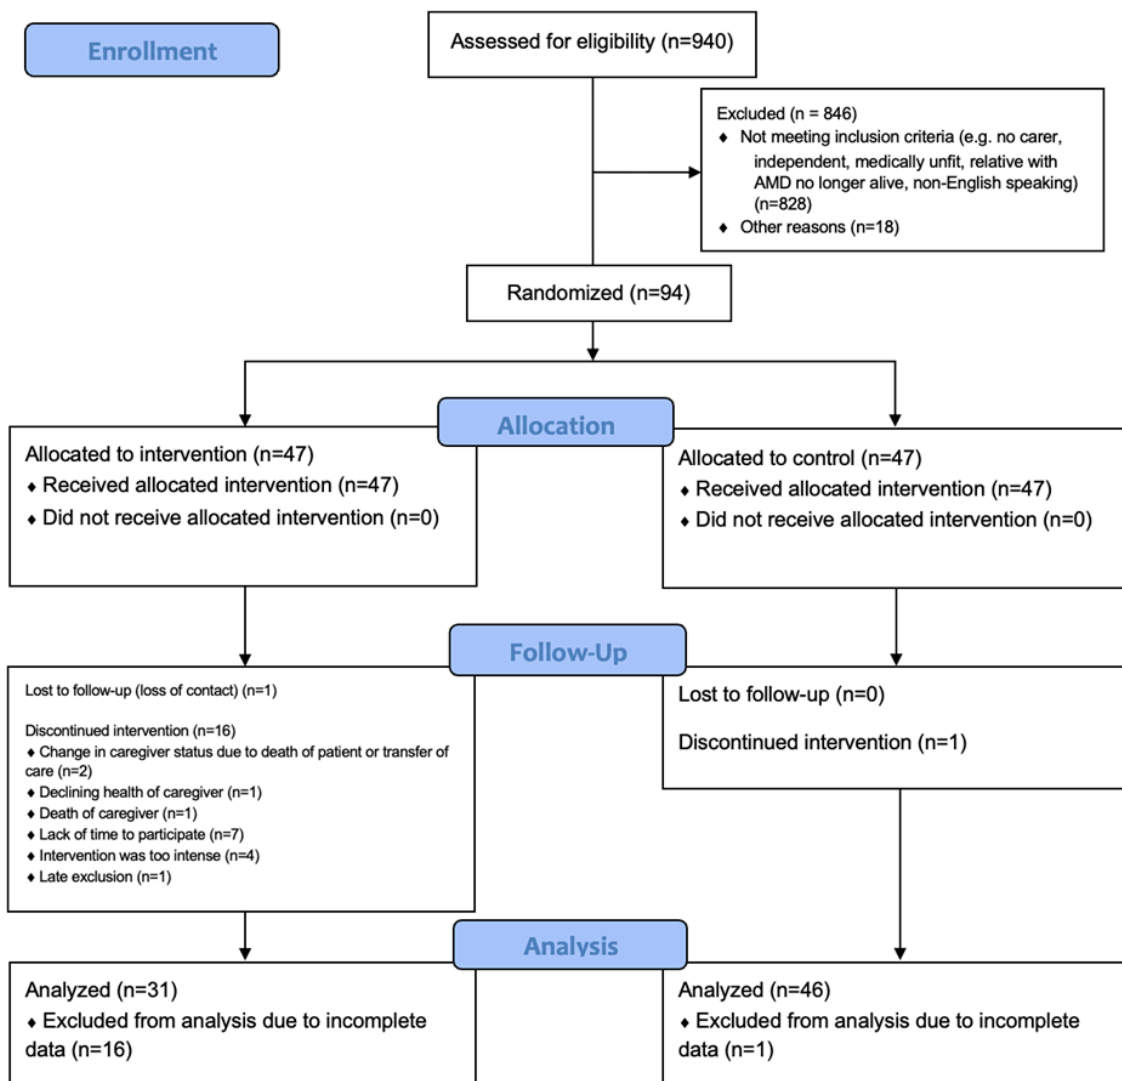 Enrollment
Assessed for eligibility (n=940)
Excluded (n = 846)
♦ Not meeting inclusion criteria (e.g. no carer,
independent, medically unfit, relative with
AMD no longer alive, non-English speaking)
(n=828)
♦ Other reasons (n=18)
Randomized (n=94)
Allocation
Allocated to intervention (n=47)
♦ Received allocated intervention (n=47)
♦ Did not receive allocated intervention (n=0)
Allocated to control (n=47)
♦ Received allocated intervention (n=47)
♦ Did not receive allocated intervention (n=0)
Follow-Up
Lost to follow-up (loss of contact) (n=1)
Discontinued intervention (n=16)
♦ Change in caregiver status due to death of patient or transfer of
care (n=2)
♦ Declining health of caregiver (n=1)
♦ Death of caregiver (n=1)
♦ Lack of time to participate (n=7)
♦ Intervention was too intense (n=4)
♦ Late exclusion (n=1)
Lost to follow-up (n=0)
Discontinued intervention (n=1)
Analysis
Analyzed (n=31)
♦ Excluded from analysis due to incomplete
data (n=16)
Analyzed (n=46)
♦ Excluded from analysis due to incomplete
data (n=1)